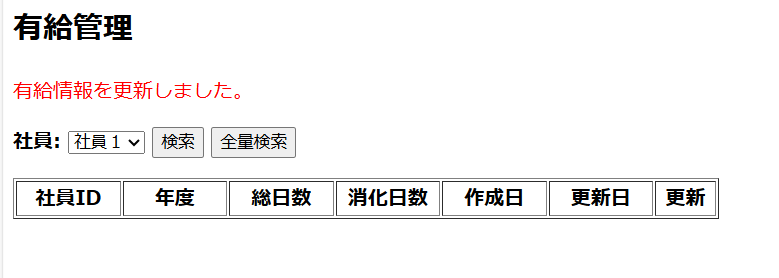 有給管理
有給情報を更新しました。
社員: 社員１ 検索 全量検索
社員ID 年度 総日数 消化日数 作成日 更新日 更新